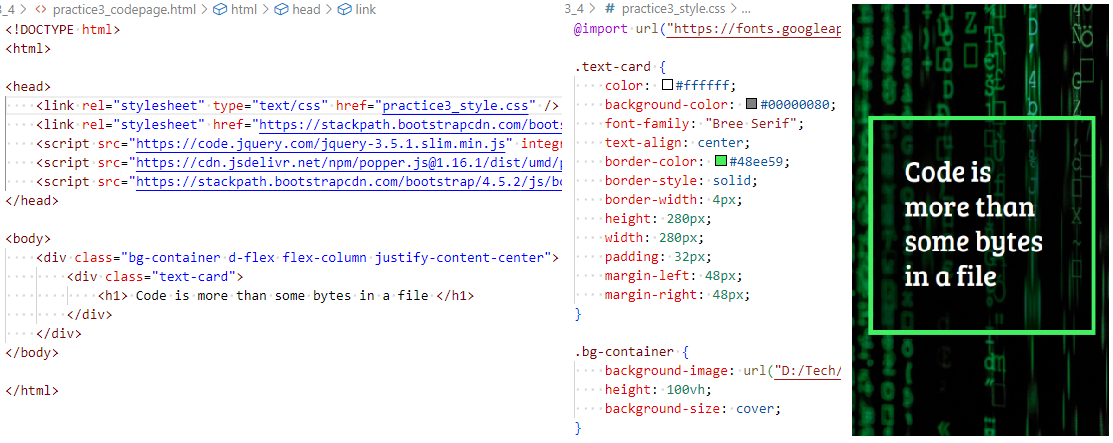 3_4 > practice3_codepage.html > html > head > link
<!DOCTYPE html>
<html>
<head>
<link rel="stylesheet" type="text/css" href="practice3_style.css" />
<link rel="stylesheet" href="https://stackpath.bootstrapcdn.com/boots
<script src="https://code.jquery.com/jquery-3.5.1.slim.min.js" integ
<script src="https://cdn.jsdelivr.net/npm/popper.js@1.16.1/dist/umd/p
<script src="https://stackpath.bootstrapcdn.com/bootstrap/4.5.2/js/bo
</head>
<body>
<div class="bg-container d-flex flex-column justify-content-center">
<div class="text-card">
<h1> Code is more than some bytes in a file </h1>
</div>
</div>
</body>
</html>
3_4 > # practice3_style.css > ...
@import url("https://fonts.googleap
.text-card {
color: #ffffff;
background-color: #00000080;
font-family: "Bree Serif";
text-align: center;
border-color: #48ee59;
border-style: solid;
border-width: 4px;
height: 280px;
width: 280px;
padding: 32px;
margin-left: 48px;
margin-right: 48px;
}
.bg-container {
background-image: url("D:/Tech/
height: 100vh;
background-size: cover;
}
Code is
more than
some bytes
in a file